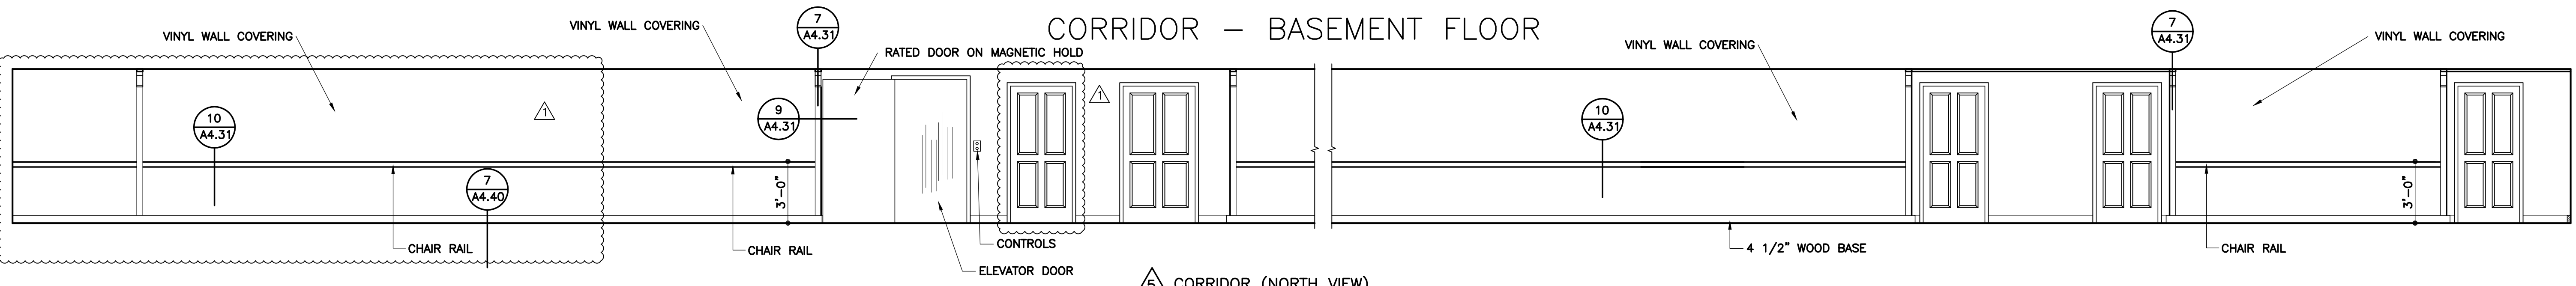 CORRIDOR – BASEMENT FLOOR
VINYL WALL COVERING
VINYL WALL COVERING
7
A4.31
RATED DOOR ON MAGNETIC HOLD
VINYL WALL COVERING
7
A4.31
VINYL WALL COVERING
10
A4.31
1
9
A4.31
1
10
A4.31
7
A4.40
3'-0"
3'-0"
CHAIR RAIL
CHAIR RAIL
CONTROLS
ELEVATOR DOOR
4 1/2" WOOD BASE
CHAIR RAIL
5 CORRIDOR (NORTH VIEW)